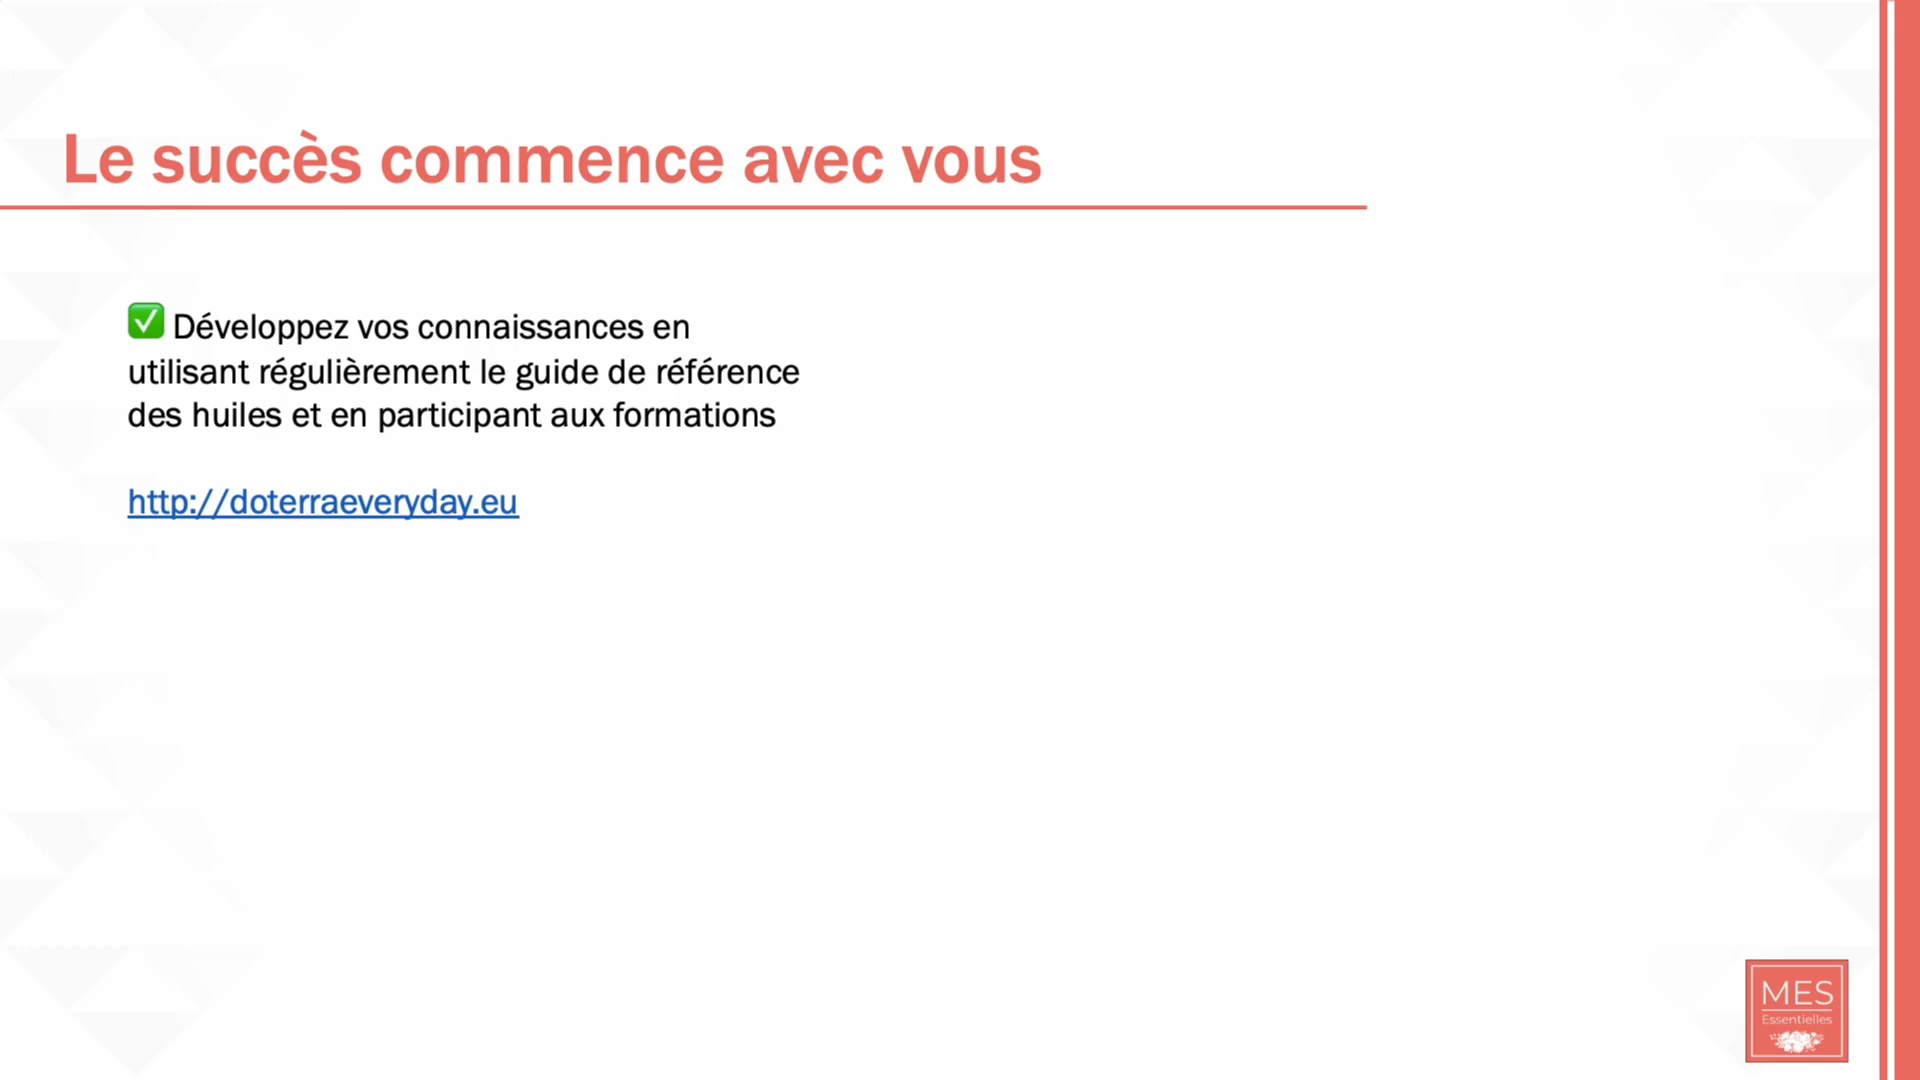 Le succès commence avec vous
✅ Développez vos connaissances en
utilisant régulièrement le guide de référence
des huiles et en participant aux formations
http://doterraeveryday.eu
MES
Essentielles